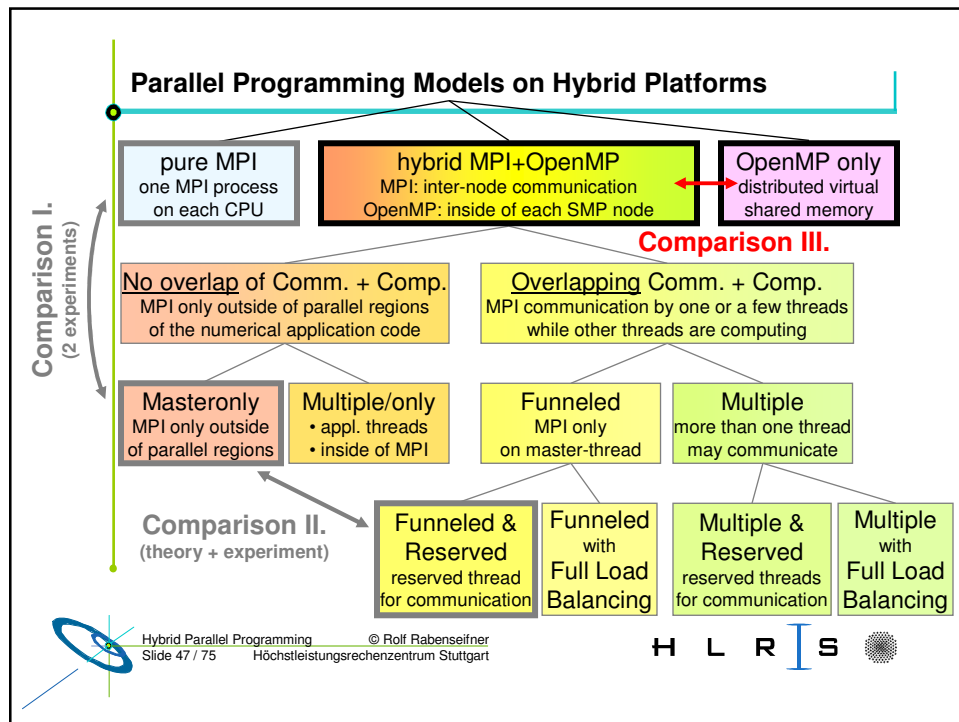 Parallel Programming Models on Hybrid Platforms
pure MPI
one MPI process
on each CPU
hybrid MPI+OpenMP
MPI: inter-node communication
OpenMP: inside of each SMP node
OpenMP only
distributed virtual
shared memory
Comparison III.
Comparison I.
(2 experiments)
No overlap of Comm. + Comp.
MPI only outside of parallel regions
of the numerical application code
Overlapping Comm. + Comp.
MPI communication by one or a few threads
while other threads are computing
Masteronly
MPI only outside
of parallel regions
Multiple/only
• appl. threads
• inside of MPI
Funneled
MPI only
on master-thread
Multiple
more than one thread
may communicate
Comparison II.
(theory + experiment)
Funneled &
Reserved
reserved thread
for communication
Funneled
with
Full Load
Balancing
Multiple &
Reserved
reserved threads
for communication
Multiple
with
Full Load
Balancing
Hybrid Parallel Programming © Rolf Rabenseifner
Slide 47 / 75 Höchstleistungsrechenzentrum Stuttgart
H L R I S